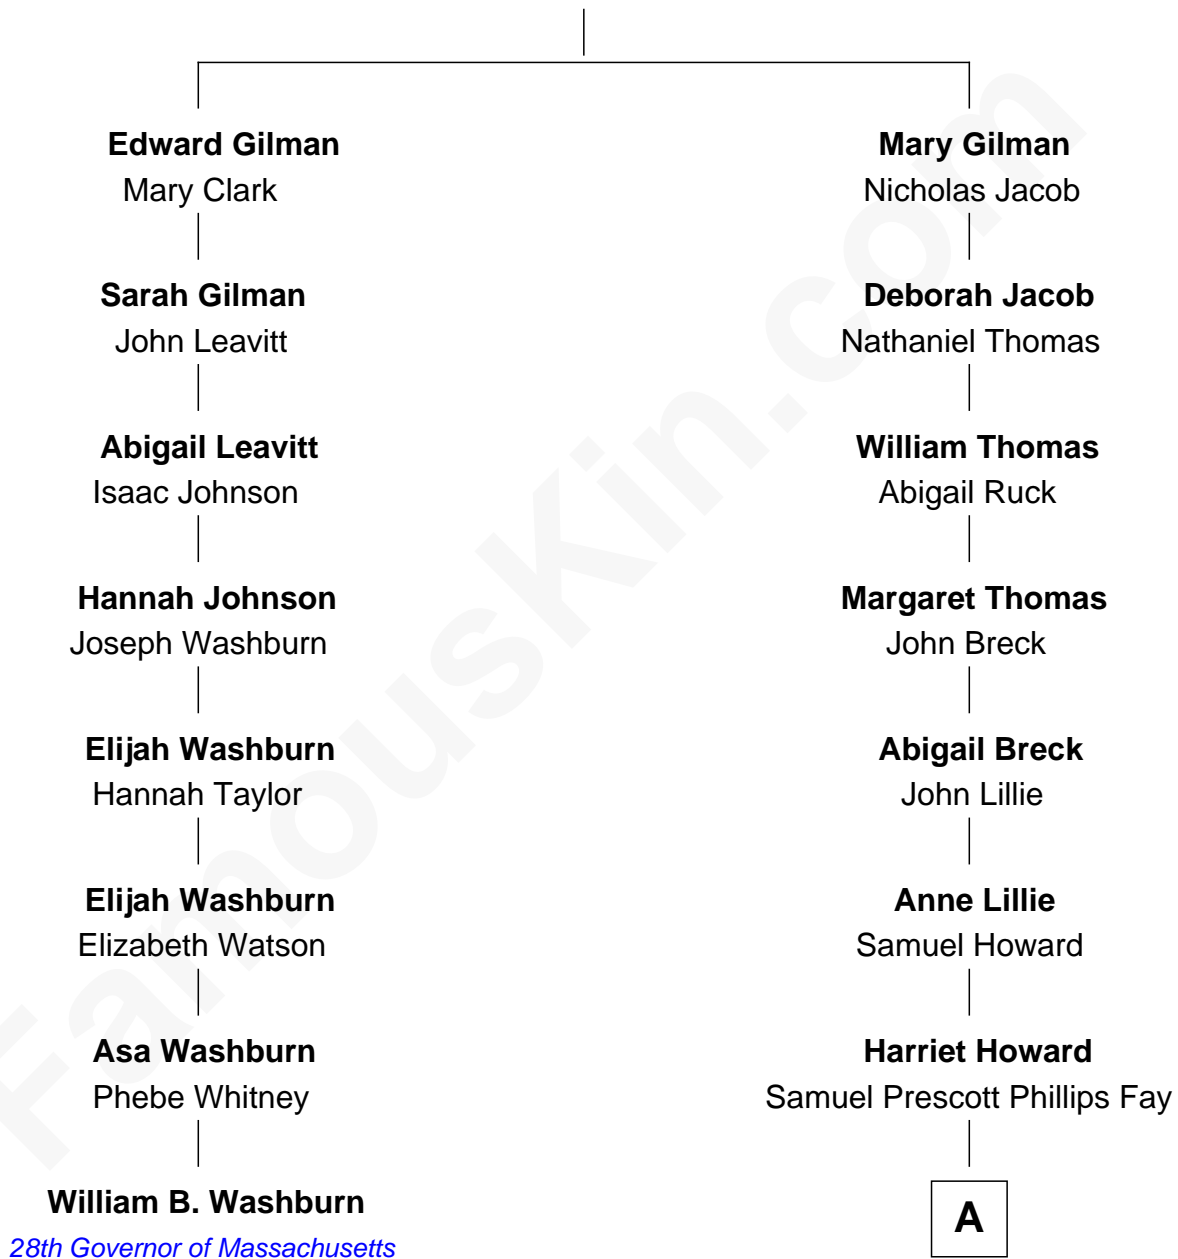 Edward Gilman
Mary Clark
Sarah Gilman
John Leavitt
Abigail Leavitt
Isaac Johnson
Hannah Johnson
Joseph Washburn
Elijah Washburn
Hannah Taylor
Elijah Washburn
Elizabeth Watson
Asa Washburn
Phebe Whitney
William B. Washburn
28th Governor of Massachusetts
Mary Gilman
Nicholas Jacob
Deborah Jacob
Nathaniel Thomas
William Thomas
Abigail Ruck
Margaret Thomas
John Breck
Abigail Breck
John Lillie
Anne Lillie
Samuel Howard
Harriet Howard
Samuel Prescott Phillips Fay
A
FamousKin.com